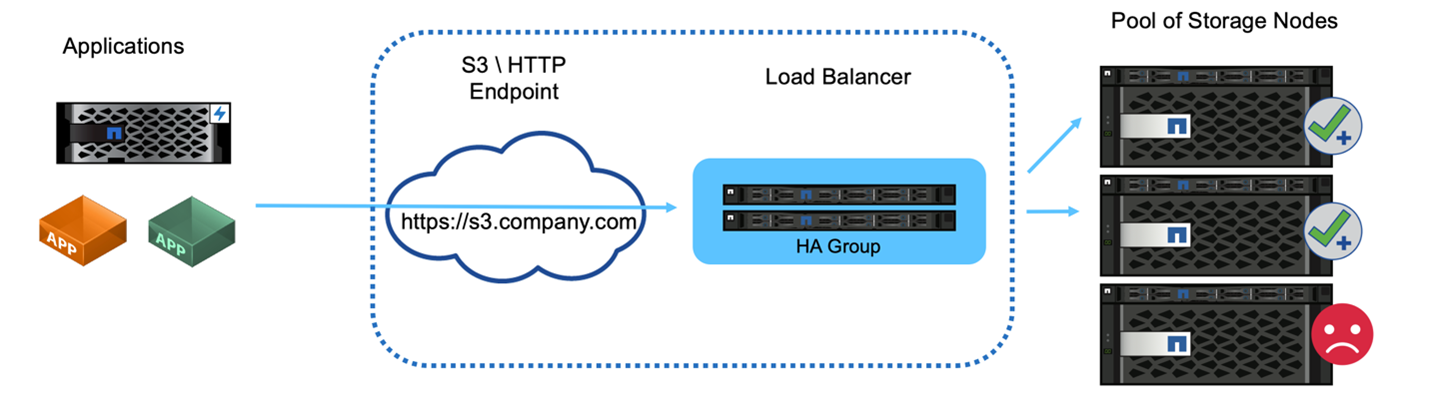 Applications
APP
APP
S3 \ HTTP
Endpoint
https://s3.company.com
Load Balancer
HA Group
Pool of Storage Nodes